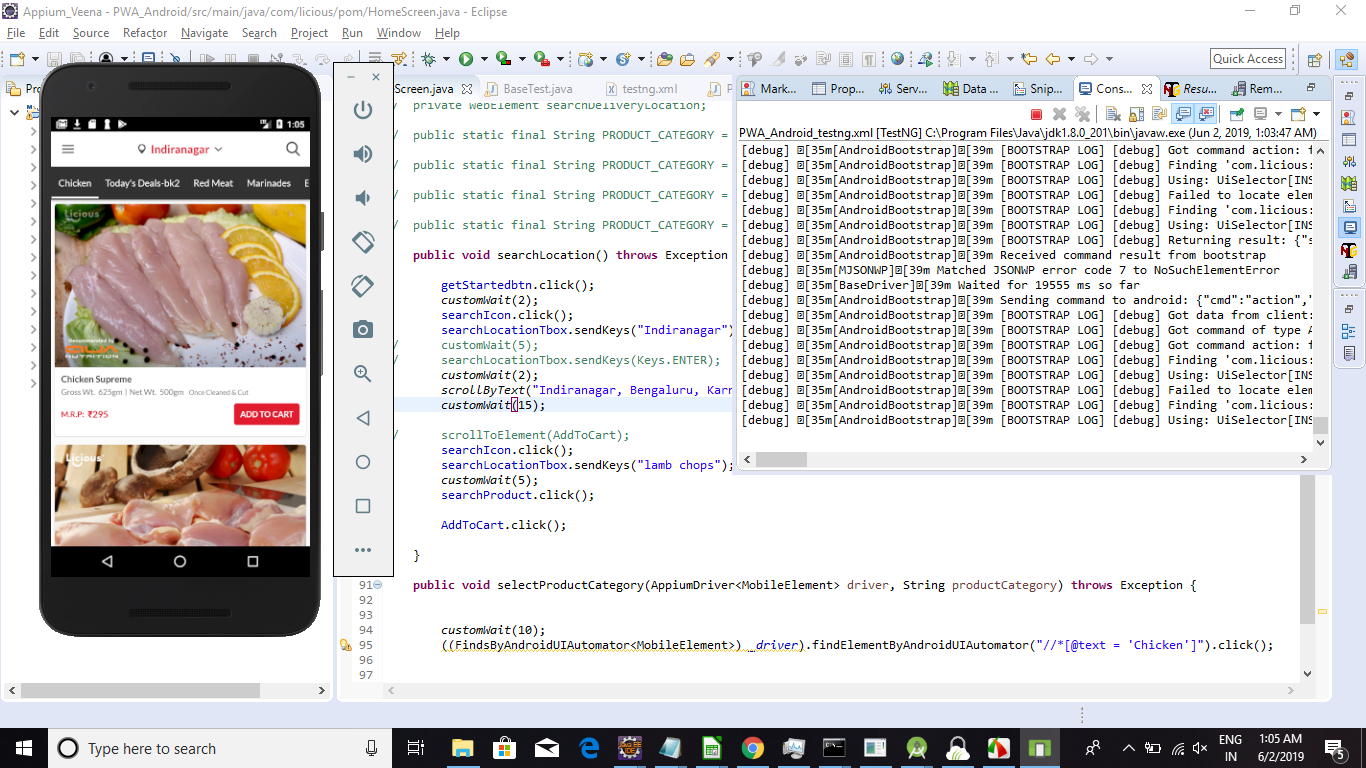 Appium_Veena - PWA_Android/src/main/java/com/licious/pom/HomeScreen.java - Eclipse
File Edit Source Refactor Navigate Search Project Run Window Help
Quick Access
Screen.java BaseTest.java testng.xml
Mark... Prop... Serv... Data ... Snip... Cons... Resu... Rem...
PWA_Android_testng.xml [TestNG] C:\Program Files\Java\jdk1.8.0_201\bin\javaw.exe (Jun 2, 2019, 1:03:47 AM)
[debug] [35m[AndroidBootstrap][39m [BOOTSTRAP LOG] [debug] Got command action: f
[debug] [35m[AndroidBootstrap][39m [BOOTSTRAP LOG] [debug] Finding 'com.licious:
[debug] [35m[AndroidBootstrap][39m [BOOTSTRAP LOG] [debug] Using: UiSelector[INS
[debug] [35m[AndroidBootstrap][39m [BOOTSTRAP LOG] [debug] Failed to locate elem
[debug] [35m[AndroidBootstrap][39m [BOOTSTRAP LOG] [debug] Finding 'com.licious:
[debug] [35m[AndroidBootstrap][39m [BOOTSTRAP LOG] [debug] Using: UiSelector[INS
[debug] [35m[AndroidBootstrap][39m [BOOTSTRAP LOG] [debug] Returning result: {"s
[debug] [35m[AndroidBootstrap][39m Received command result from bootstrap
[debug] [35m[MJSONWP][39m Matched JSONWP error code 7 to NoSuchElementError
[debug] [35m[BaseDriver][39m Waited for 19555 ms so far
[debug] [35m[AndroidBootstrap][39m Sending command to android: {"cmd":"action","
[debug] [35m[AndroidBootstrap][39m [BOOTSTRAP LOG] [debug] Got data from client:
[debug] [35m[AndroidBootstrap][39m [BOOTSTRAP LOG] [debug] Got command of type A
[debug] [35m[AndroidBootstrap][39m [BOOTSTRAP LOG] [debug] Got command action: f
[debug] [35m[AndroidBootstrap][39m [BOOTSTRAP LOG] [debug] Finding 'com.licious:
[debug] [35m[AndroidBootstrap][39m [BOOTSTRAP LOG] [debug] Using: UiSelector[INS
[debug] [35m[AndroidBootstrap][39m [BOOTSTRAP LOG] [debug] Failed to locate elem
[debug] [35m[AndroidBootstrap][39m [BOOTSTRAP LOG] [debug] Finding 'com.licious:
[debug] [35m[AndroidBootstrap][39m [BOOTSTRAP LOG] [debug] Using: UiSelector[INS
1:05
Indiranagar
Chicken Today's Deals-bk2 Red Meat Marinades
Licious
Recommended by
NUTRITION
Chicken Supreme
Gross Wt. 625gm | Net Wt. 500gm Once Cleaned & Cut
M.R.P: ₹295 ADD TO CART
Licious
/ private WebElement searchDeliveryLocation;
/ public static final String PRODUCT_CATEGORY =
/ public static final String PRODUCT_CATEGORY =
/ public static final String PRODUCT_CATEGORY =
/ public static final String PRODUCT_CATEGORY =
public void searchLocation() throws Exception
getStartedbtn.click();
customWait(2);
searchIcon.click();
searchLocationTbox.sendKeys("Indiranagar")
/ customWait(5);
/ searchLocationTbox.sendKeys(Keys.ENTER);
customWait(2);
scrollByText("Indiranagar, Bengaluru, Karn
customWait(15);
/ scrollToElement(AddToCart);
searchIcon.click();
searchLocationTbox.sendKeys("lamb chops");
customWait(5);
searchProduct.click();
AddToCart.click();
}
91 public void selectProductCategory(AppiumDriver<MobileElement> driver, String productCategory) throws Exception {
92
93
94 customWait(10);
95 ((FindsByAndroidUIAutomator<MobileElement>) _driver).findElementByAndroidUIAutomator("//*[@text = 'Chicken']").click();
96
97
Type here to search
ENG
IN
1:05 AM
6/2/2019
5